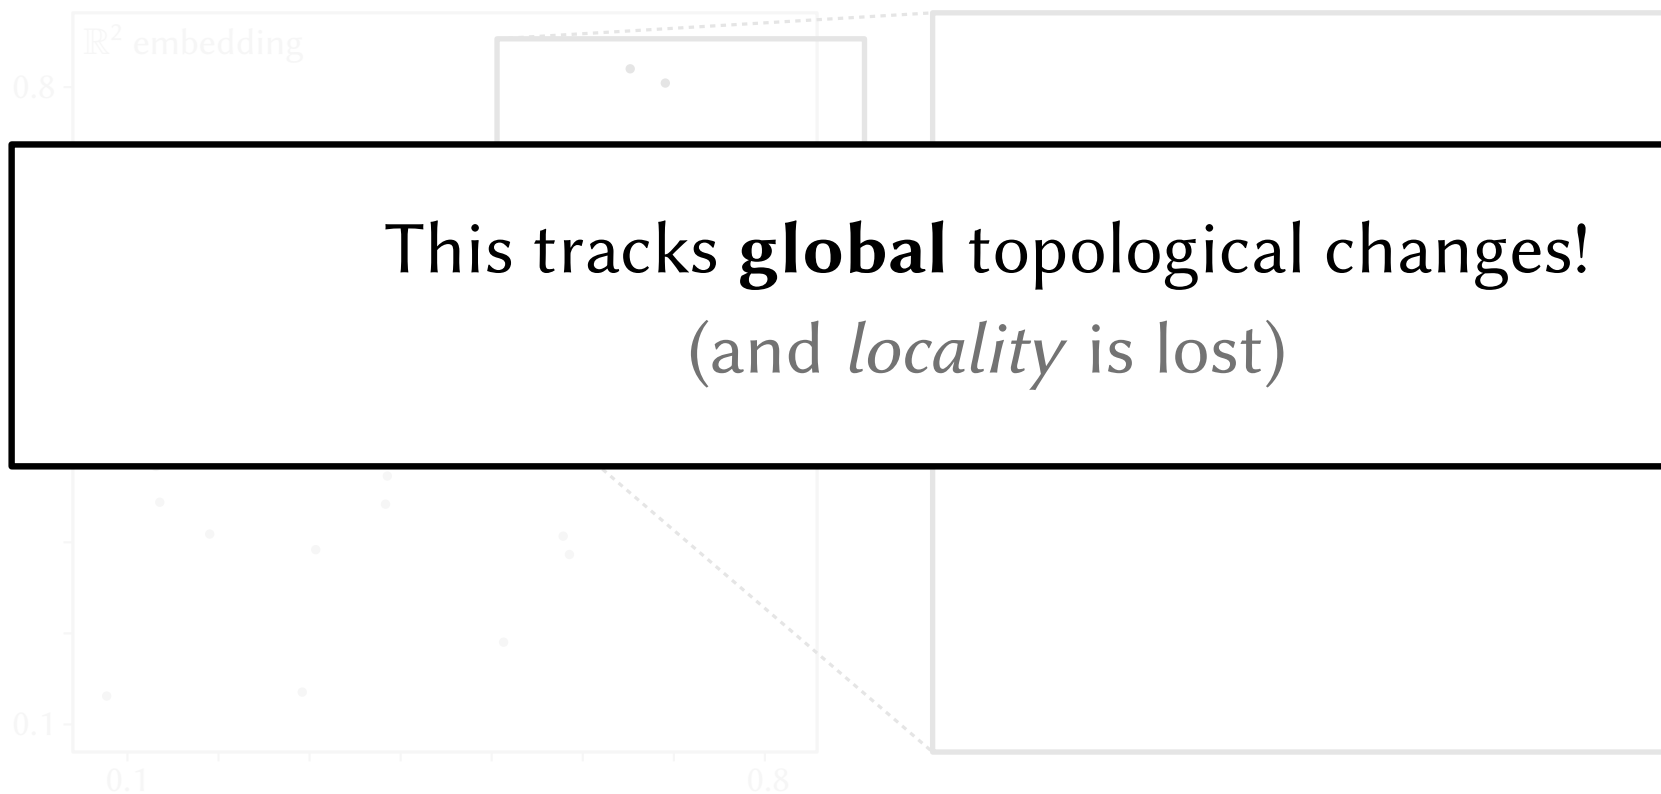 ℝ² embedding
0.8
This tracks global topological changes!
(and locality is lost)
0.1
0.1 0.8